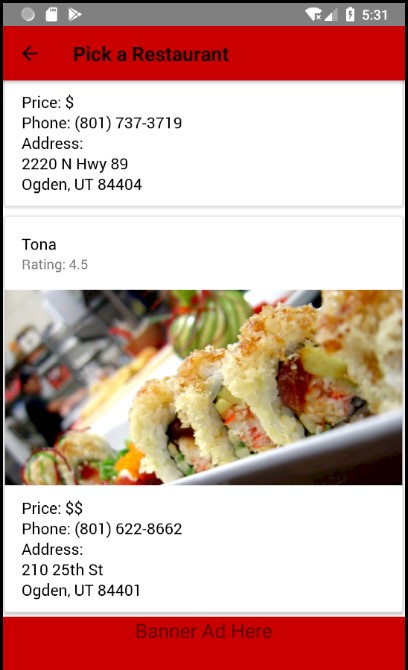 5:31
Pick a Restaurant
Price: $
Phone: (801) 737-3719
Address:
2220 N Hwy 89
Ogden, UT 84404
Tona
Rating: 4.5
Price: $$
Phone: (801) 622-8662
Address:
210 25th St
Ogden, UT 84401
Banner Ad Here